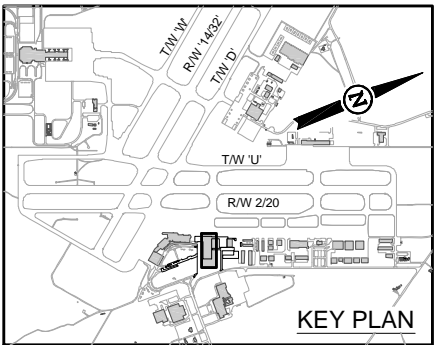 T/W 'W'
R/W '14/32'
T/W 'D'
N
T/W 'U'
R/W 2/20
KEY PLAN